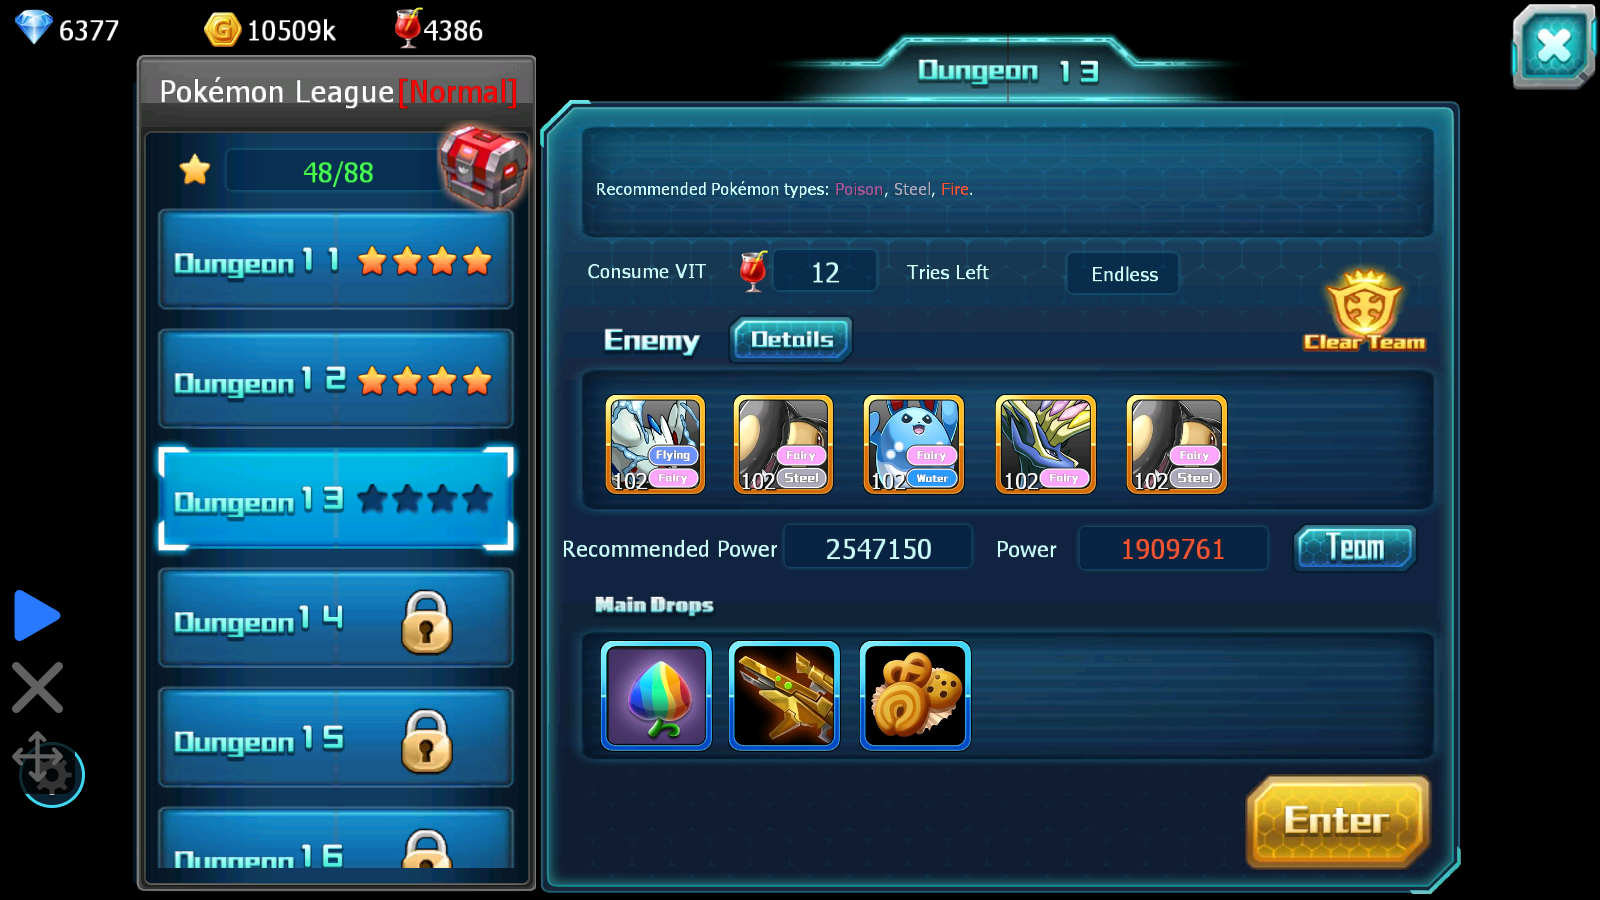 6377
10509k
4386
Pokémon League[Normal]
48/88
Dungeon 11
Dungeon 12
Dungeon 13
Dungeon 14
Dungeon 15
Dungeon 16
Dungeon 13
Recommended Pokémon types: Poison, Steel, Fire.
Consume VIT 12 Tries Left Endless
Clear Team
Enemy Details
Flying
Fairy
102
Fairy
Steel
102
Fairy
Water
102
Fairy
102
Fairy
Steel
102
Recommended Power 2547150 Power 1909761 Team
Main Drops
Enter